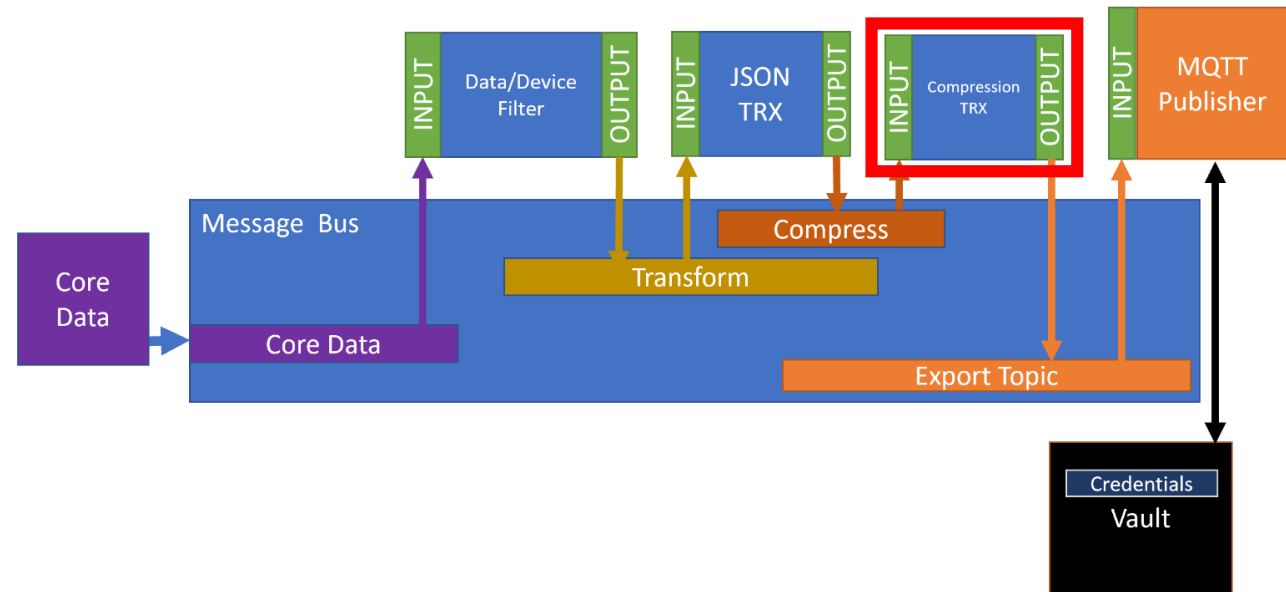 INPUT
Data/Device
Filter
OUTPUT
INPUT
JSON
TRX
OUTPUT
INPUT
Compression
TRX
OUTPUT
INPUT
MQTT
Publisher
Message Bus
Compress
Transform
Core
Data
Core Data
Export Topic
Credentials
Vault